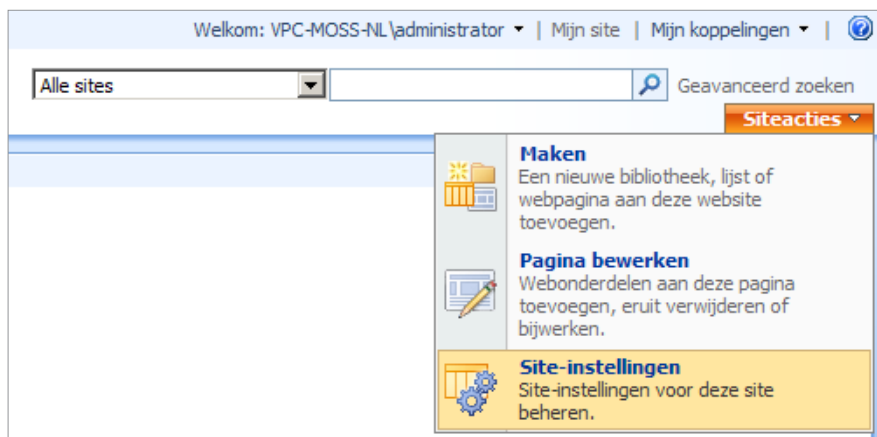 Welkom: VPC-MOSS-NL\administrator | Mijn site | Mijn koppelingen |
Alle sites Geavanceerd zoeken
Siteacties
Maken
Een nieuwe bibliotheek, lijst of
webpagina aan deze website
toevoegen.
Pagina bewerken
Webonderdelen aan deze pagina
toevoegen, eruit verwijderen of
bijwerken.
Site-instellingen
Site-instellingen voor deze site
beheren.